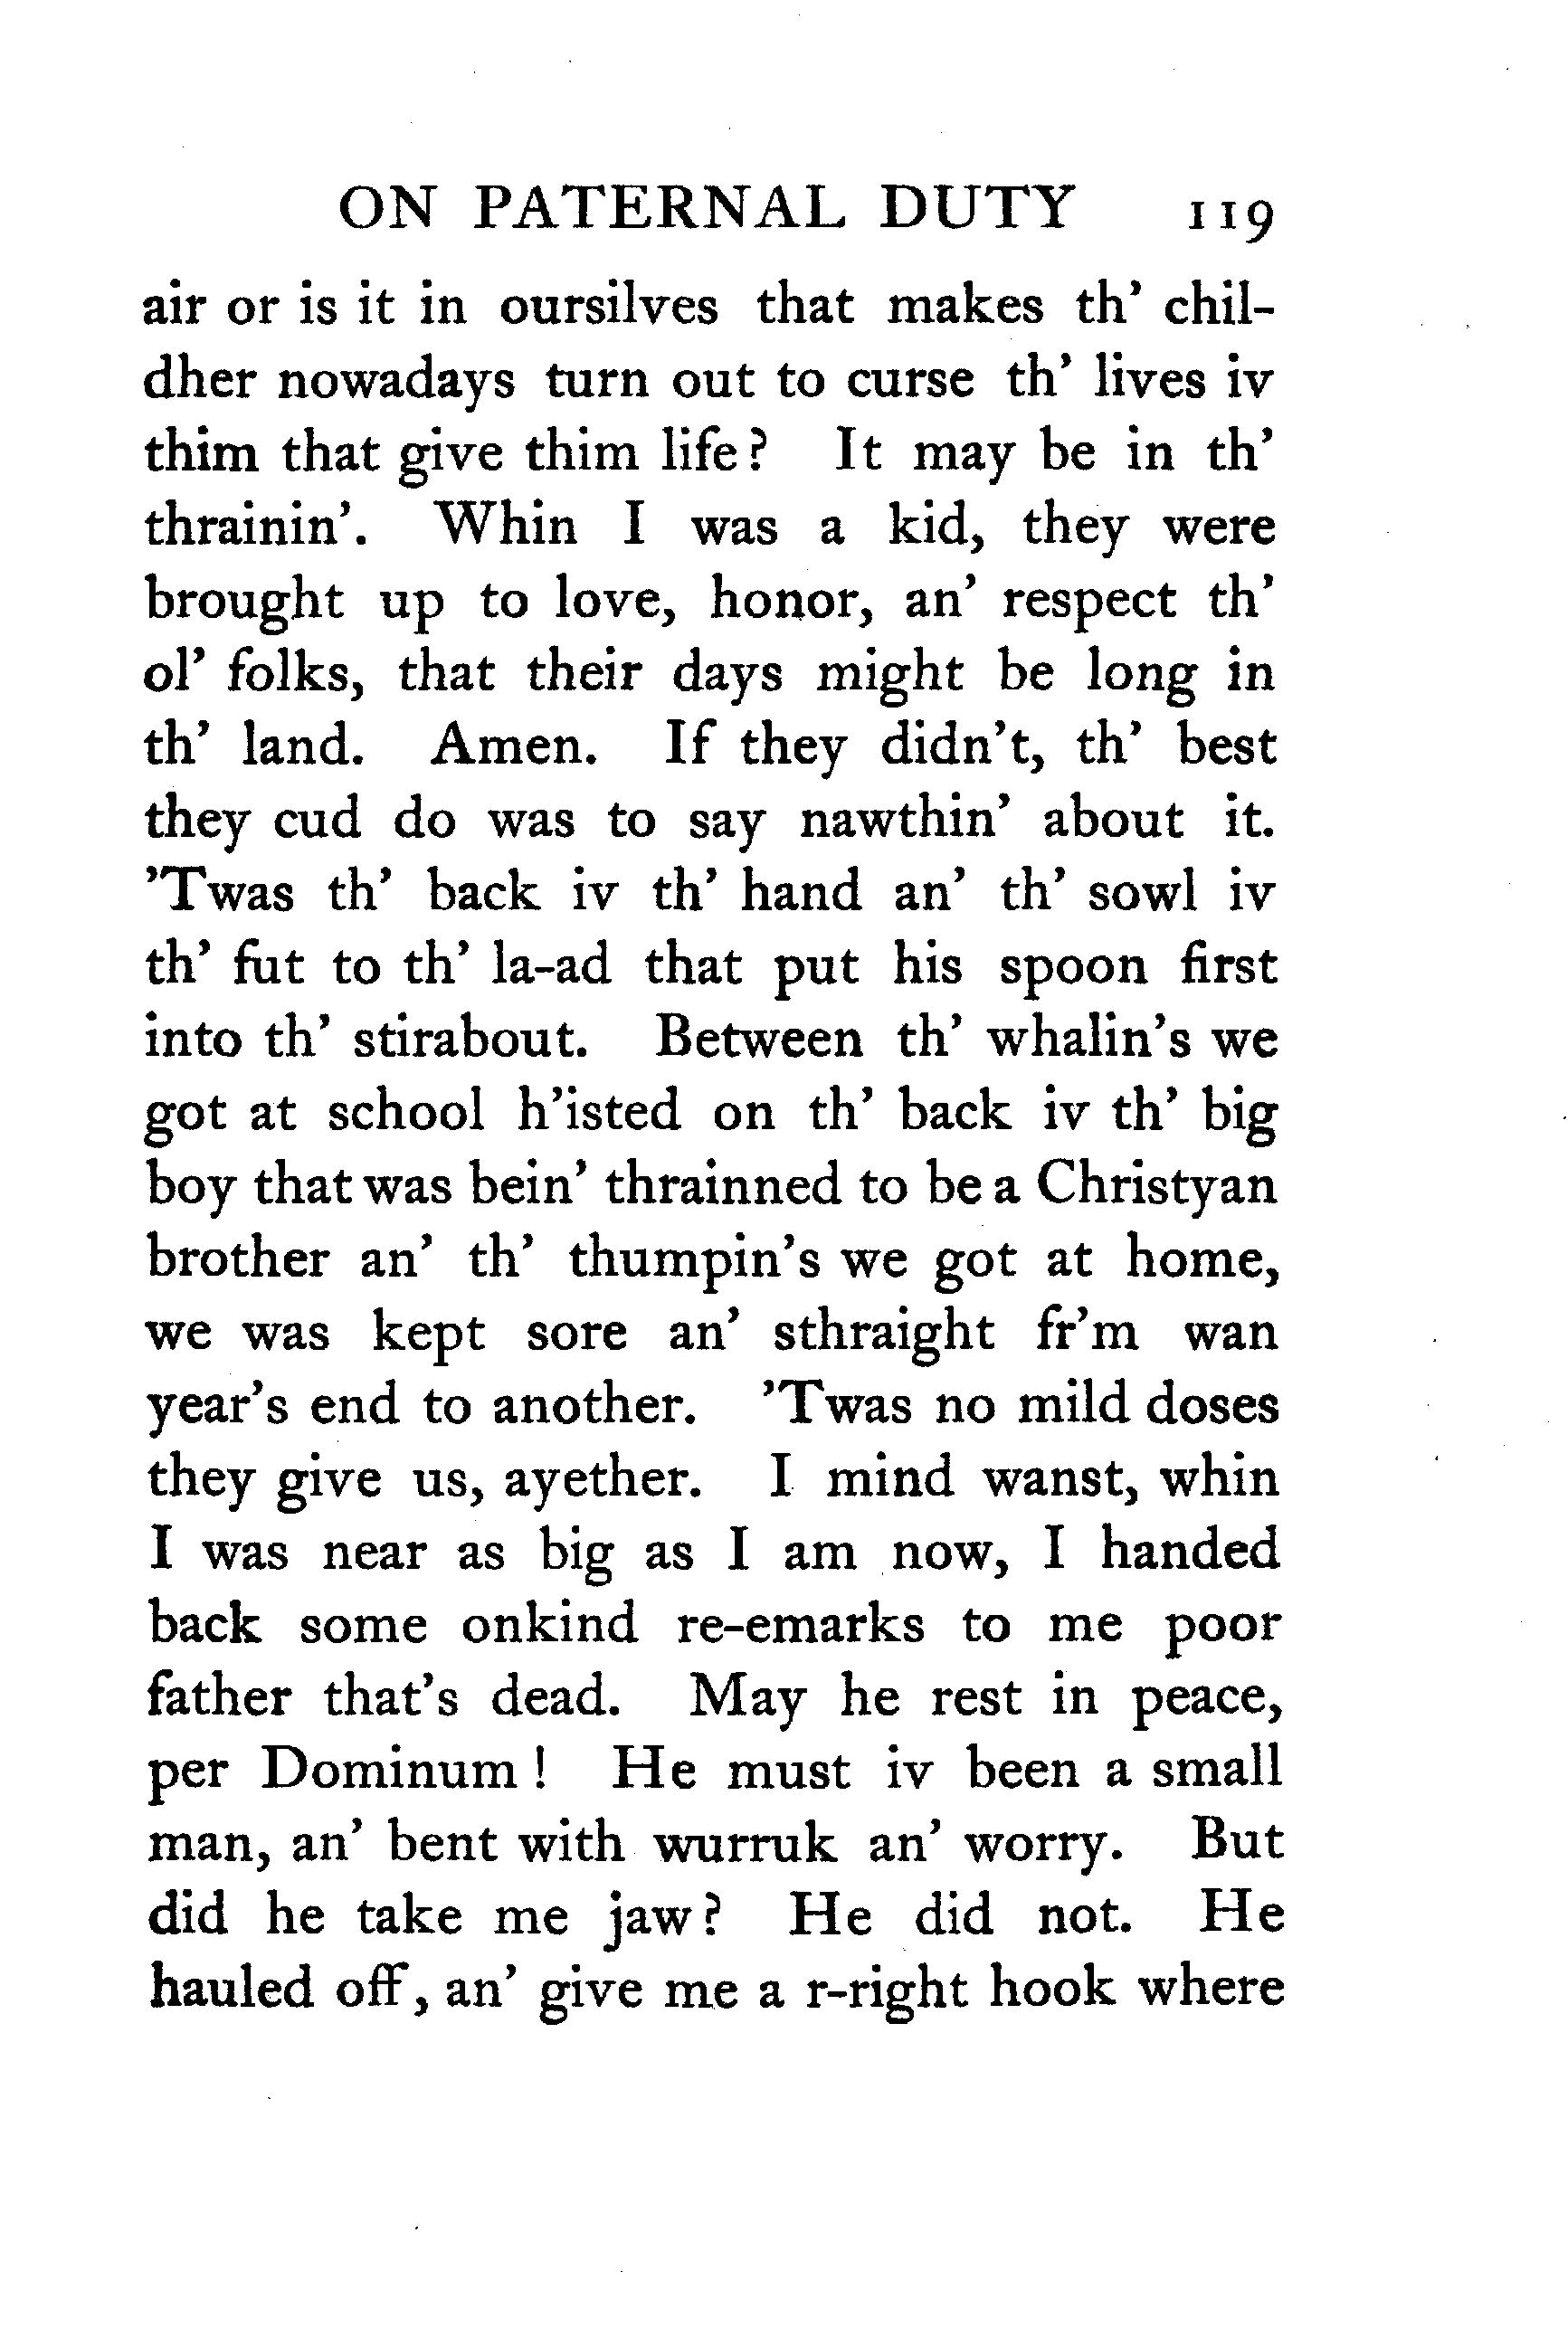 ON PATERNAL DUTY 119
air or is it in oursilves that makes th' chil-
dher nowadays turn out to curse th' lives iv
thim that give thim life? It may be in th'
thrainin'. Whin I was a kid, they were
brought up to love, honor, an' respect th'
ol' folks, that their days might be long in
th' land. Amen. If they didn't, th' best
they cud do was to say nawthin' about it.
'Twas th' back iv th' hand an' th' sowl iv
th' fut to th' la-ad that put his spoon first
into th' stirabout. Between th' whalin's we
got at school h'isted on th' back iv th' big
boy that was bein' thrainned to be a Christyan
brother an' th' thumpin's we got at home,
we was kept sore an' sthraight fr'm wan
year's end to another. 'Twas no mild doses
they give us, ayether. I mind wanst, whin
I was near as big as I am now, I handed
back some onkind re-emarks to me poor
father that's dead. May he rest in peace,
per Dominum! He must iv been a small
man, an' bent with wurruk an' worry. But
did he take me jaw? He did not. He
hauled off, an' give me a r-right hook where